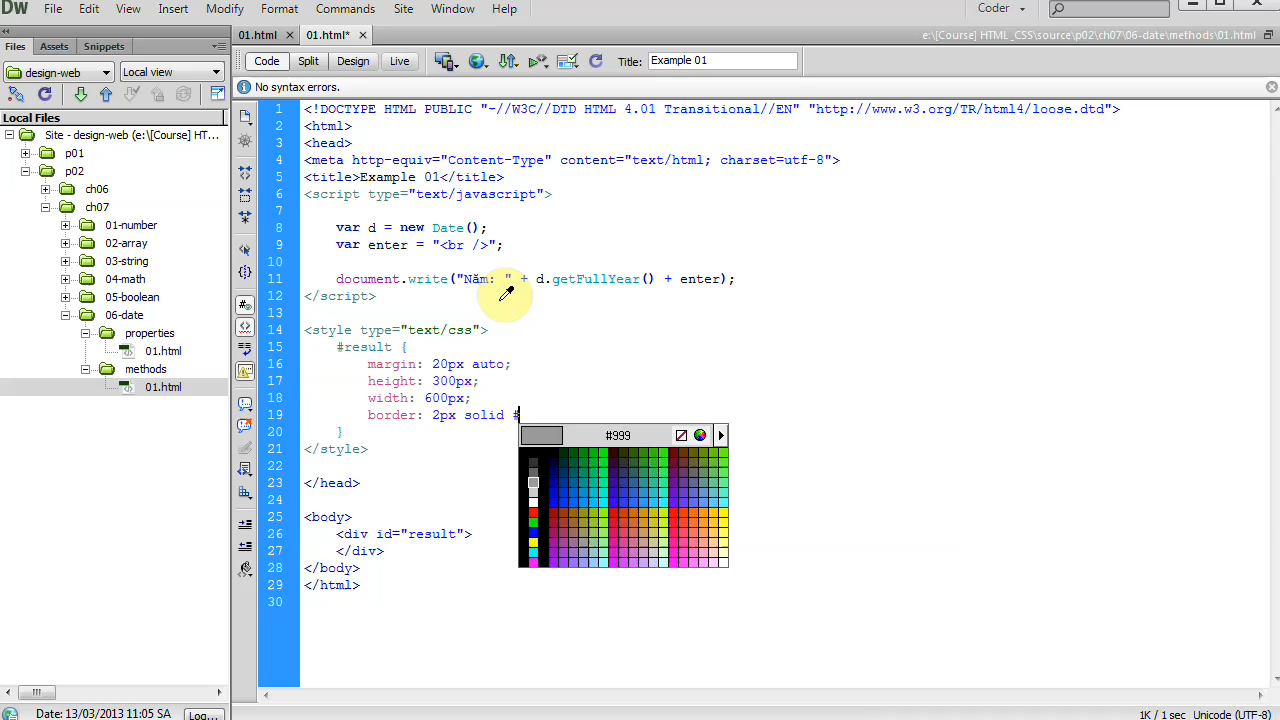 Dw File Edit View Insert Modify Format Commands Site Window Help Coder
Files Assets Snippets
01.html 01.html* e:\[Course] HTML_CSS\source\p02\ch07\06-date\methods\01.html
design-web Local view
Code Split Design Live Title: Example 01
No syntax errors.
Local Files
Site - design-web (e:\[Course] HT...
p01
p02
ch06
ch07
01-number
02-array
03-string
04-math
05-boolean
06-date
properties
01.html
methods
01.html
1 <!DOCTYPE HTML PUBLIC "-//W3C//DTD HTML 4.01 Transitional//EN" "http://www.w3.org/TR/html4/loose.dtd">
2 <html>
3 <head>
4 <meta http-equiv="Content-Type" content="text/html; charset=utf-8">
5 <title>Example 01</title>
6 <script type="text/javascript">
7
8 var d = new Date();
9 var enter = "<br />";
10
11 document.write("Năm: " + d.getFullYear() + enter);
12 </script>
13
14 <style type="text/css">
15 #result {
16 margin: 20px auto;
17 height: 300px;
18 width: 600px;
19 border: 2px solid #
20 }
21 </style>
22
23 </head>
24
25 <body>
26 <div id="result">
27 </div>
28 </body>
29 </html>
30
#999
Date: 13/03/2013 11:05 SA Log...
1K / 1 sec Unicode (UTF-8)